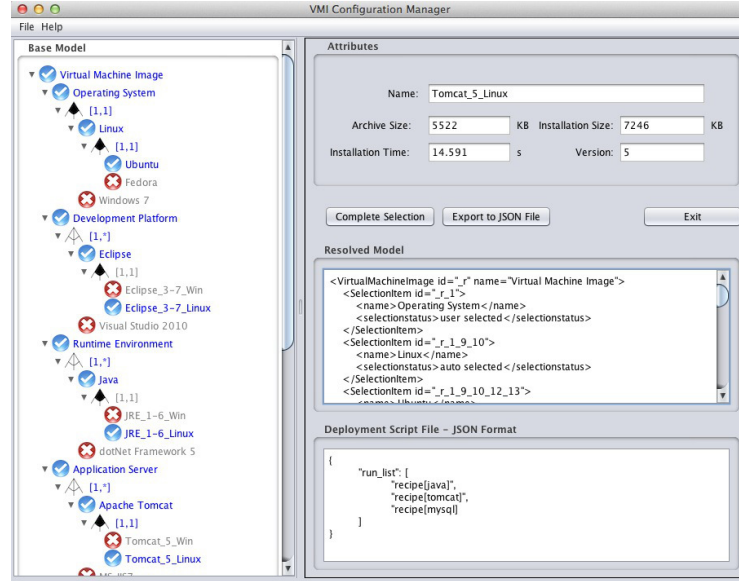 VMI Configuration Manager
File Help
Base Model
Virtual Machine Image
Operating System
[1,1]
Linux
[1,1]
Ubuntu
Fedora
Windows 7
Development Platform
[1,*]
Eclipse
[1,1]
Eclipse_3-7_Win
Eclipse_3-7_Linux
Visual Studio 2010
Runtime Environment
[1,*]
Java
[1,1]
JRE_1-6_Win
JRE_1-6_Linux
dotNet Framework 5
Application Server
[1,*]
Apache Tomcat
[1,1]
Tomcat_5_Win
Tomcat_5_Linux
Attributes
Name: Tomcat_5_Linux
Archive Size: 5522 KB Installation Size: 7246 KB
Installation Time: 14.591 s Version: 5
Complete Selection Export to JSON File Exit
Resolved Model
<VirtualMachineImage id="_r" name="Virtual Machine Image">
<SelectionItem id="_r_1">
<name>Operating System</name>
<selectionstatus>user selected</selectionstatus>
</SelectionItem>
<SelectionItem id="_r_1_9_10">
<name>Linux</name>
<selectionstatus>auto selected</selectionstatus>
</SelectionItem>
<SelectionItem id="_r_1_9_10_12_13">
<name>Ubuntu</name>
Deployment Script File - JSON Format
{
"run_list": [
"recipe[java]",
"recipe[tomcat]",
"recipe[mysql]
]
}